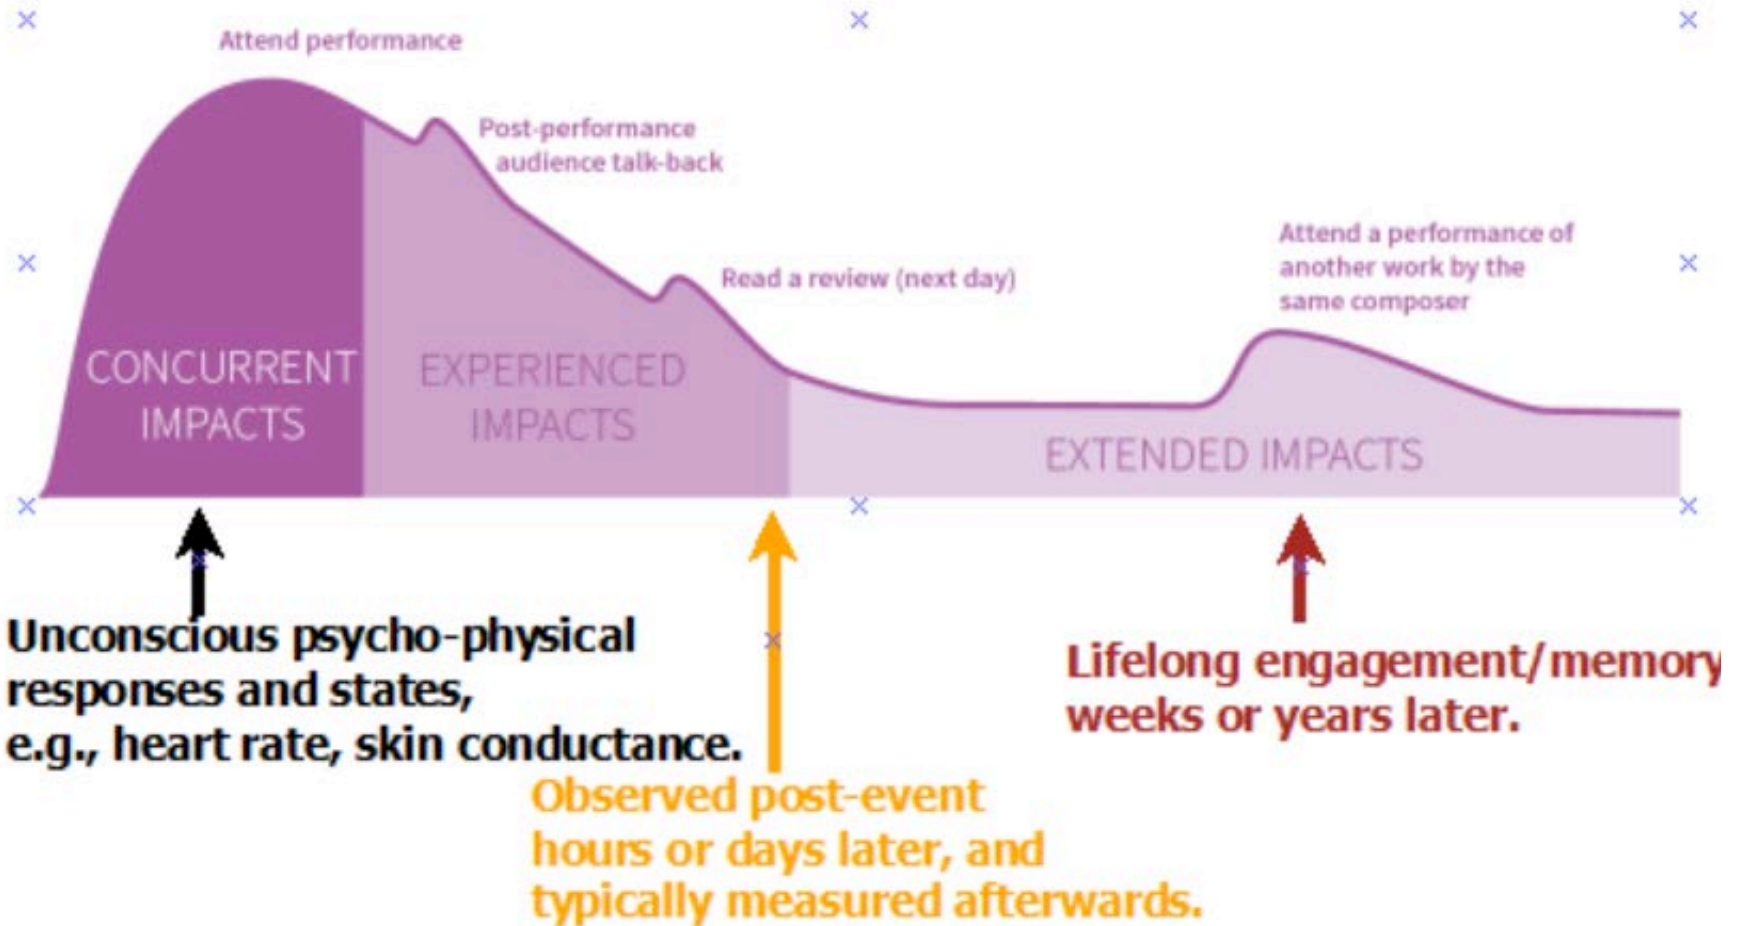 Attend performance
Post-performance
audience talk-back
Read a review (next day)
Attend a performance of
another work by the
same composer
CONCURRENT
IMPACTS
EXPERIENCED
IMPACTS
EXTENDED IMPACTS
Unconscious psycho-physical
responses and states,
e.g., heart rate, skin conductance.
Observed post-event
hours or days later, and
typically measured afterwards.
Lifelong engagement/memory
weeks or years later.